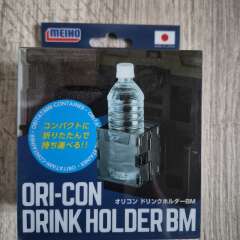 MEIHO
コンパクトに
折りたたんで
持ち運べる!!
ORI-CON
オリコン ドリンクホルダーBM
DRINK HOLDER BM